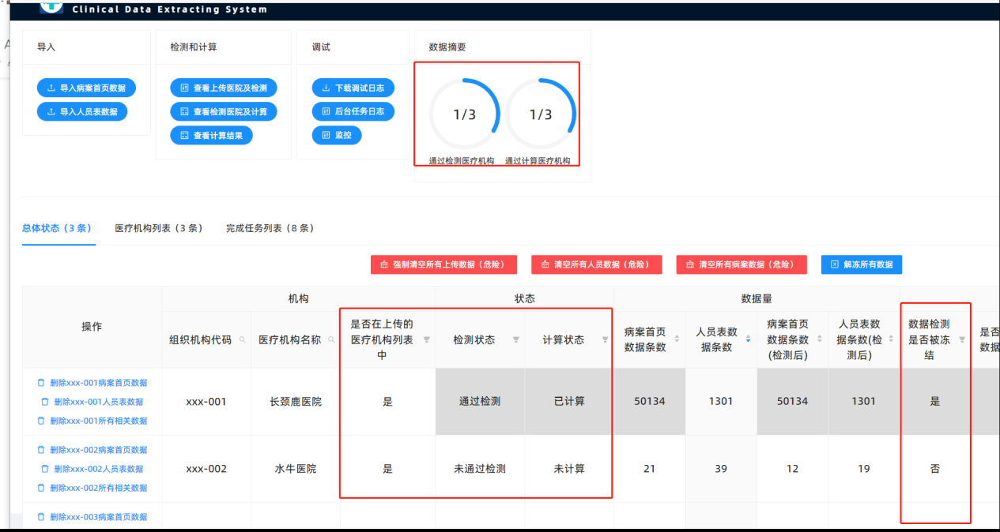 Clinical Data Extracting System
导入
检测和计算
调试
数据摘要
导入病案首页数据
导入人员表数据
查看上传医院及检测
查看检测医院及计算
查看计算结果
下载调试日志
后台任务日志
监控
1/3
1/3
通过检测医疗机构
通过计算医疗机构
总体状态（3 条）
医疗机构列表（3 条）
完成任务列表（8 条）
强制清空所有上传数据（危险）
清空所有人员数据（危险）
清空所有病案数据（危险）
解冻所有数据
操作
机构
状态
数据量
组织机构代码
医疗机构名称
是否在上传的
医疗机构列表
中
检测状态
计算状态
病案首页
数据条数
人员表数
据条数
病案首页
数据条数
(检测后)
人员表数
据条数(检
测后)
数据检测
是否被冻
结
是否
数据
删除xxx-001病案首页数据
删除xxx-001人员表数据
删除xxx-001所有相关数据
xxx-001
长颈鹿医院
是
通过检测
已计算
50134
1301
50134
1301
是
删除xxx-002病案首页数据
删除xxx-002人员表数据
删除xxx-002所有相关数据
xxx-002
水牛医院
是
未通过检测
未计算
21
39
12
19
否
删除xxx-003病案首页数据